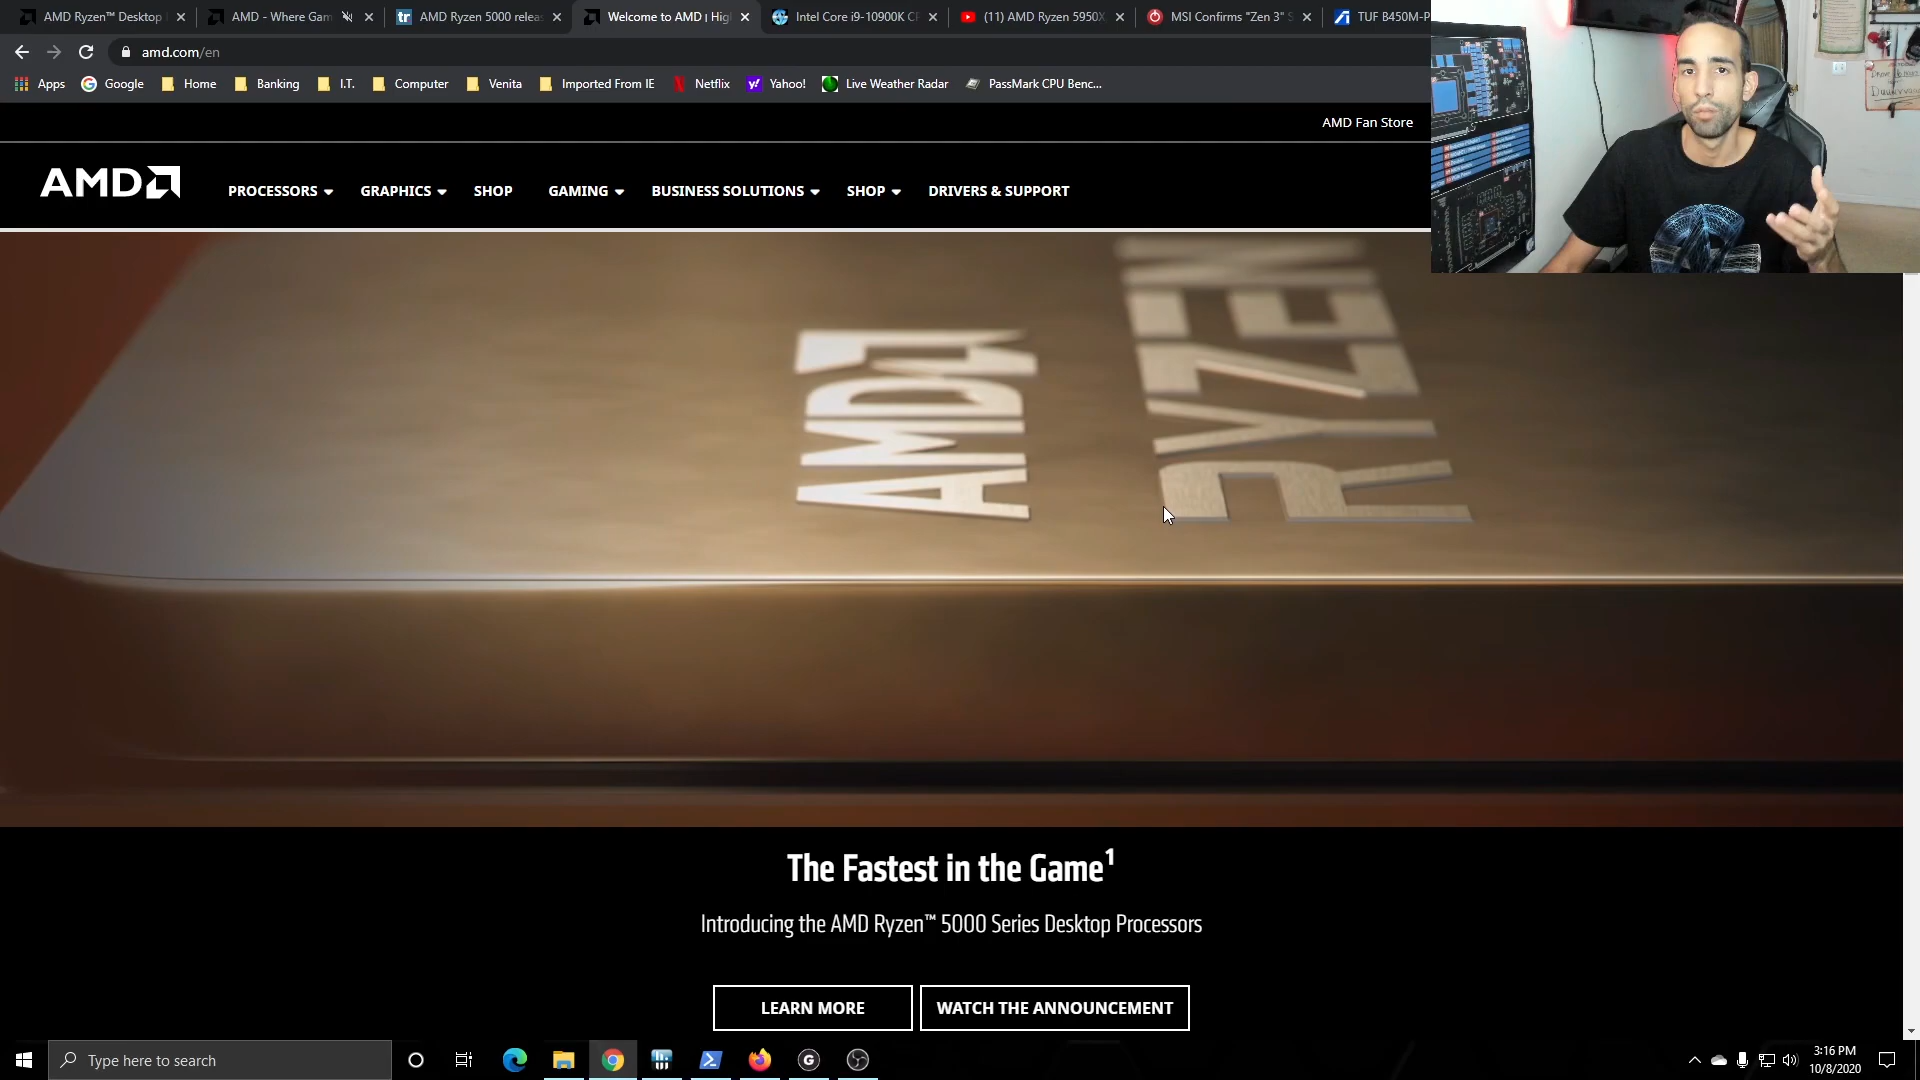 AMD Ryzen™ Desktop
AMD - Where Gam
tr AMD Ryzen 5000 relea
Welcome to AMD | Hig
Intel Core i9-10900K CP
(11) AMD Ryzen 5950X
MSI Confirms "Zen 3" S
TUF B450M-P
amd.com/en
Apps
Google
Home
Banking
I.T.
Computer
Venita
Imported From IE
Netflix
Yahoo!
Live Weather Radar
PassMark CPU Benc...
AMD Fan Store
AMD
PROCESSORS
GRAPHICS
SHOP
GAMING
BUSINESS SOLUTIONS
SHOP
DRIVERS & SUPPORT
AMD
RYZEN
The Fastest in the Game¹
Introducing the AMD Ryzen™ 5000 Series Desktop Processors
LEARN MORE
WATCH THE ANNOUNCEMENT
Type here to search
3:16 PM
10/8/2020